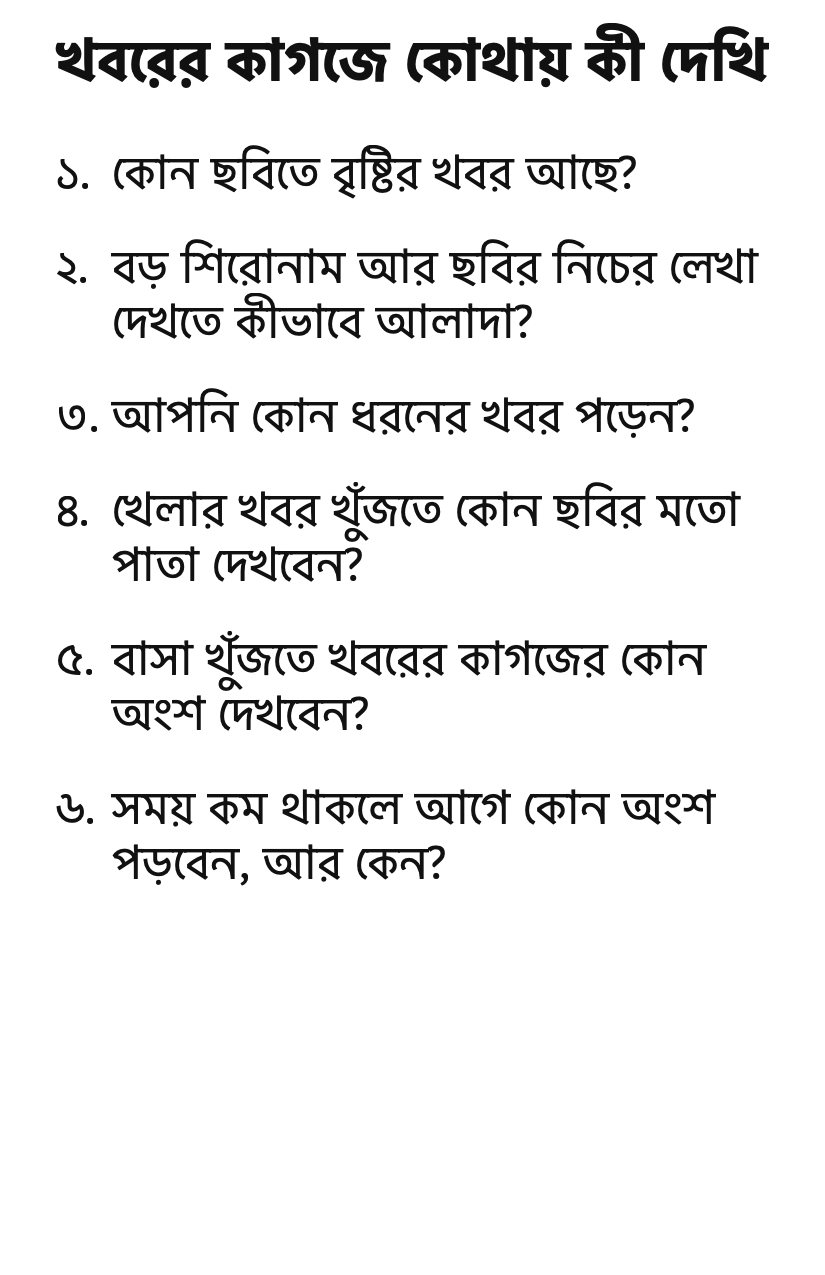 খবরের কাগজে কোথায় কী দেখি
১. কোন ছবিতে বৃষ্টির খবর আছে?
২. বড় শিরোনাম আর ছবির নিচের লেখা
দেখতে কীভাবে আলাদা?
৩. আপনি কোন ধরনের খবর পড়েন?
৪. খেলার খবর খুঁজতে কোন ছবির মতো
পাতা দেখবেন?
৫. বাসা খুঁজতে খবরের কাগজের কোন
অংশ দেখবেন?
৬. সময় কম থাকলে আগে কোন অংশ
পড়বেন, আর কেন?